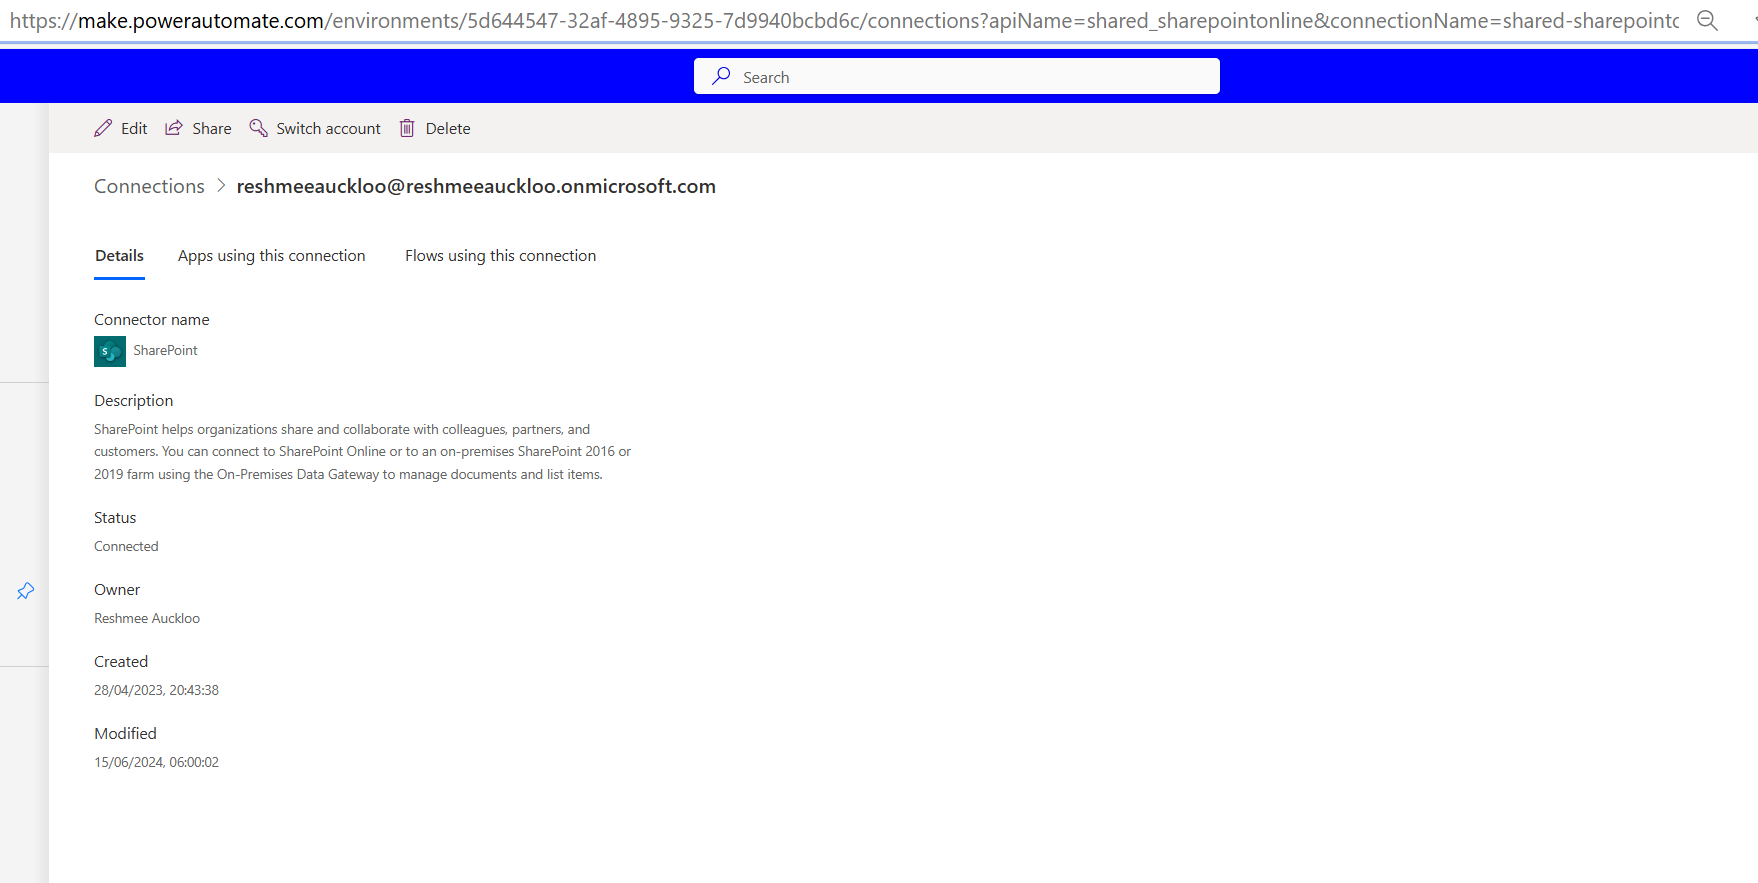 https://make.powerautomate.com/environments/5d644547-32af-4895-9325-7d9940bcbd6c/connections?apiName=shared_sharepointonline&connectionName=shared-sharepointc
Search
Edit Share Switch account Delete
Connections > reshmeeauckloo@reshmeeauckloo.onmicrosoft.com
Details Apps using this connection Flows using this connection
Connector name
S SharePoint
Description
SharePoint helps organizations share and collaborate with colleagues, partners, and
customers. You can connect to SharePoint Online or to an on-premises SharePoint 2016 or
2019 farm using the On-Premises Data Gateway to manage documents and list items.
Status
Connected
Owner
Reshmee Auckloo
Created
28/04/2023, 20:43:38
Modified
15/06/2024, 06:00:02